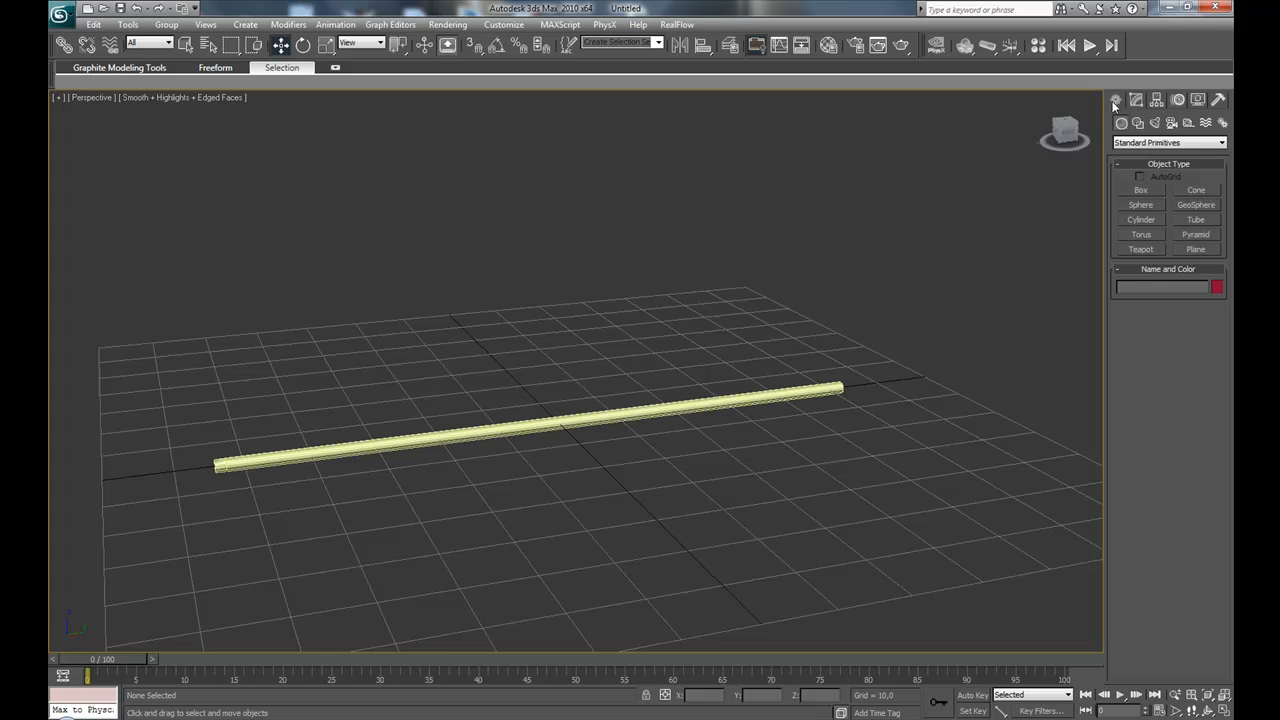 Autodesk 3ds Max 2010 x64 Untitled
Type a keyword or phrase
Edit Tools Group Views Create Modifiers Animation Graph Editors Rendering Customize MAXScript PhysX Help RealFlow
All View Create Selection Se
Graphite Modeling Tools Freeform Selection
[ + ] [ Perspective ] [ Smooth + Highlights + Edged Faces ]
Standard Primitives
- Object Type
AutoGrid
Box Cone
Sphere GeoSphere
Cylinder Tube
Torus Pyramid
Teapot Plane
- Name and Color
< 0 / 100 >
0 5 10 15 20 25 30 35 40 45 50 55 60 65 70 75 80 85 90 95 100
None Selected X: Y: Z: Grid = 10,0 Auto Key Selected
Max to Physc Click and drag to select and move objects Add Time Tag Set Key Key Filters... 0